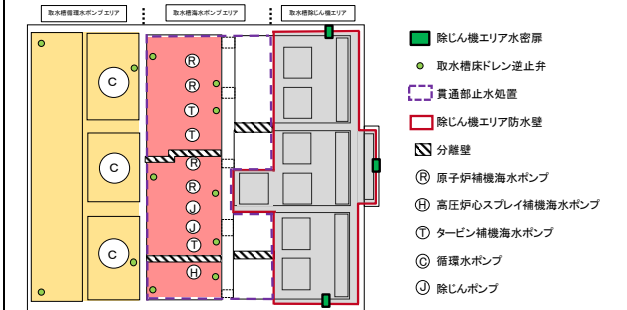 取水槽循環水ポンプエリア
取水槽海水ポンプエリア
取水槽除じん機エリア
C
C
C
R
R
T
T
R
R
J
J
T
H
除じん機エリア水密扉
取水槽床ドレン逆止弁
貫通部止水処置
除じん機エリア防水壁
分離壁
R 原子炉補機海水ポンプ
H 高圧炉心スプレイ補機海水ポンプ
T タービン補機海水ポンプ
C 循環水ポンプ
J 除じんポンプ